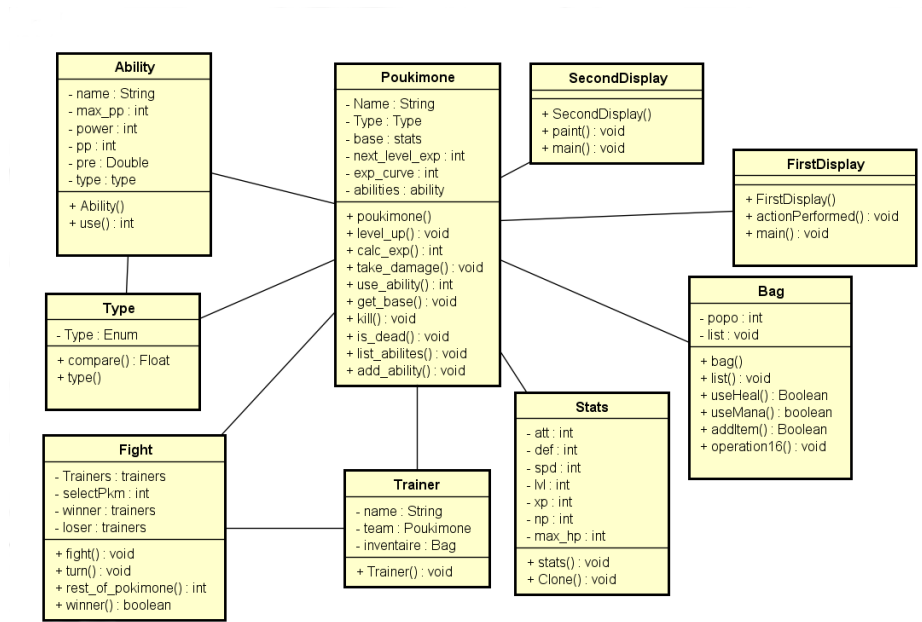 Ability
- name : String
- max_pp : int
- power : int
- pp : int
- pre : Double
- type : type
+ Ability()
+ use() : int
Poukimone
- Name : String
- Type : Type
- base : stats
- next_level_exp : int
- exp_curve : int
- abilities : ability
+ poukimone()
+ level_up() : void
+ calc_exp() : int
+ take_damage() : void
+ use_ability() : int
+ get_base() : void
+ kill() : void
+ is_dead() : void
+ list_abilites() : void
+ add_ability() : void
SecondDisplay
+ SecondDisplay()
+ paint() : void
+ main() : void
FirstDisplay
+ FirstDisplay()
+ actionPerformed() : void
+ main() : void
Type
- Type : Enum
+ compare() : Float
+ type()
Bag
- popo : int
- list : void
+ bag()
+ list() : void
+ useHeal() : Boolean
+ useMana() : boolean
+ addItem() : Boolean
+ operation16() : void
Fight
- Trainers : trainers
- selectPkm : int
- winner : trainers
- loser : trainers
+ fight() : void
+ turn() : void
+ rest_of_pokimone() : int
+ winner() : boolean
Trainer
- name : String
- team : Poukimone
- inventaire : Bag
+ Trainer() : void
Stats
- att : int
- def : int
- spd : int
- lvl : int
- xp : int
- np : int
- max_hp : int
+ stats() : void
+ Clone() : void